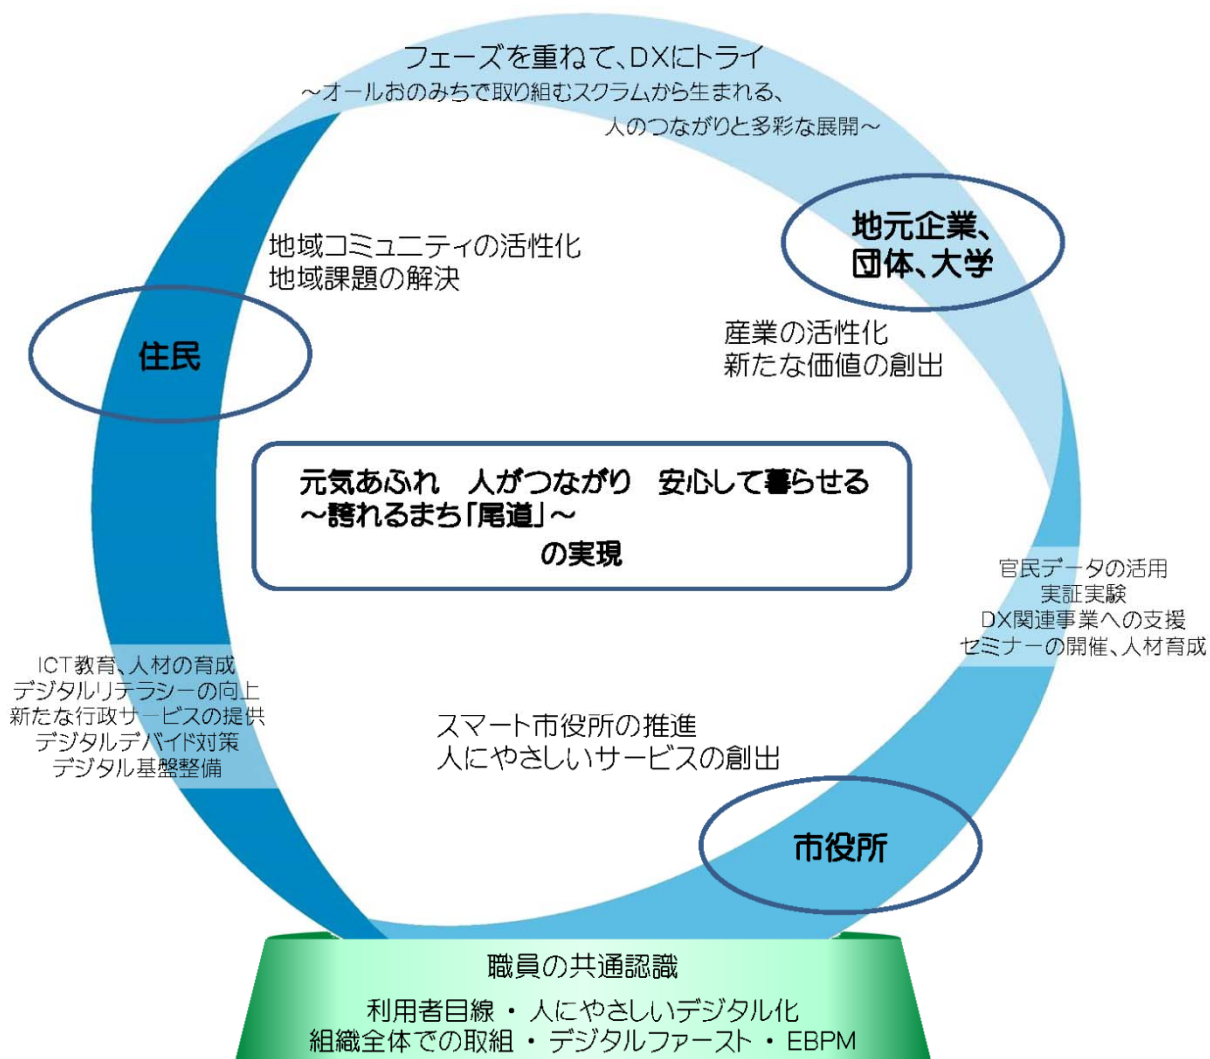 フェーズを重ねて、DXにトライ
～オールおのみちで取り組むスクラムから生まれる、
人のつながりと多彩な展開～
地元企業、
団体、大学
地域コミュニティの活性化
地域課題の解決
産業の活性化
新たな価値の創出
住民
元気あふれ　人がつながり　安心して暮らせる
～誇れるまち「尾道」～
の実現
官民データの活用
実証実験
DX関連事業への支援
セミナーの開催、人材育成
ICT教育、人材の育成
デジタルリテラシーの向上
新たな行政サービスの提供
デジタルデバイド対策
デジタル基盤整備
スマート市役所の推進
人にやさしいサービスの創出
市役所
職員の共通認識
利用者目線・人にやさしいデジタル化
組織全体での取組・デジタルファースト・EBPM